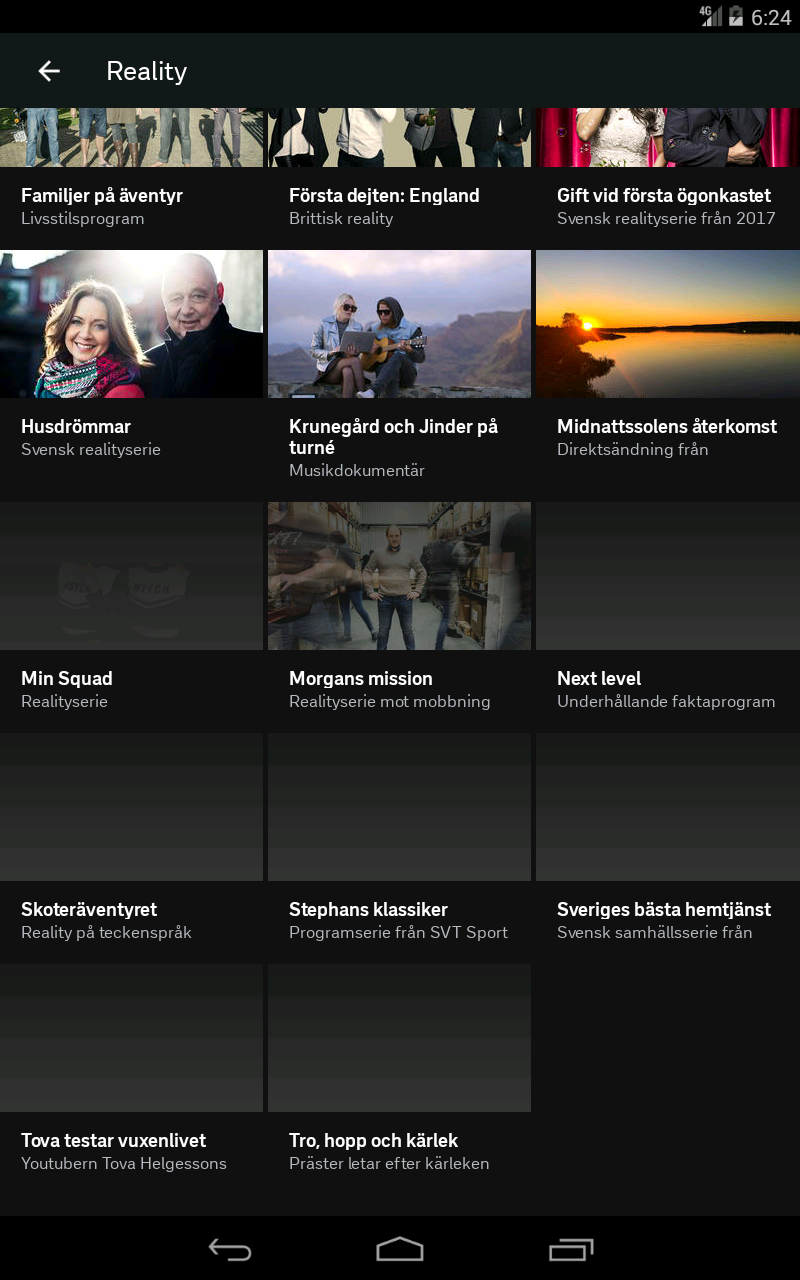 4G 6:24
Reality
Familjer på äventyr
Livsstilsprogram
Första dejten: England
Brittisk reality
Gift vid första ögonkastet
Svensk realityserie från 2017
Husdrömmar
Svensk realityserie
Krunegård och Jinder på
turné
Musikdokumentär
Midnattssolens återkomst
Direktsändning från
Min Squad
Realityserie
Morgans mission
Realityserie mot mobbning
Next level
Underhållande faktaprogram
Skoteräventyret
Reality på teckenspråk
Stephans klassiker
Programserie från SVT Sport
Sveriges bästa hemtjänst
Svensk samhällsserie från
Tova testar vuxenlivet
Youtubern Tova Helgessons
Tro, hopp och kärlek
Präster letar efter kärleken